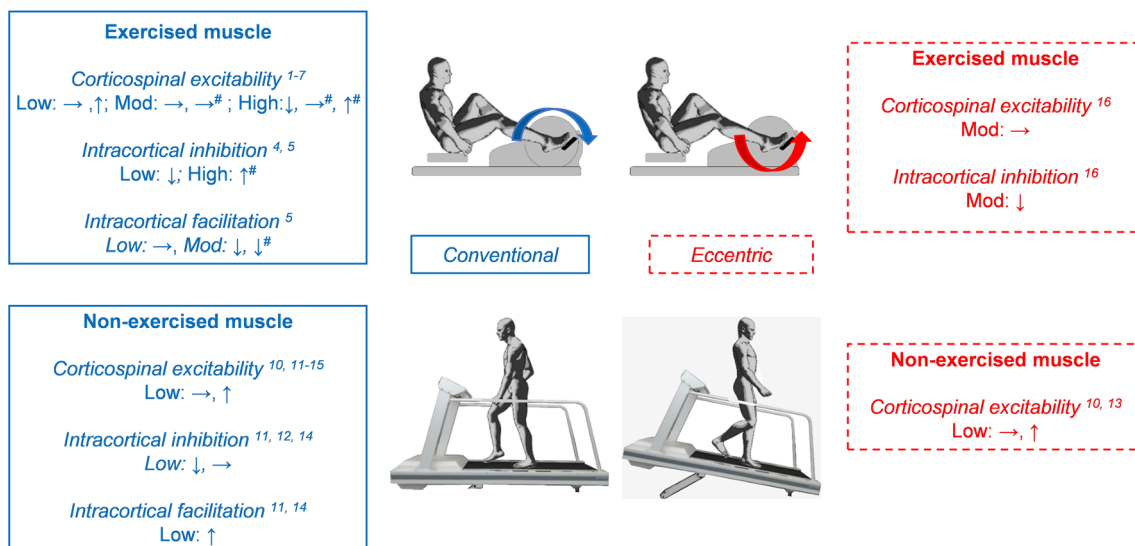 Exercised muscle
Corticospinal excitability 1-7
Low: → ,↑; Mod: →, →# ; High:↓, →#, ↑#
Intracortical inhibition 4, 5
Low: ↓; High: ↑#
Intracortical facilitation 5
Low: →, Mod: ↓, ↓#
Non-exercised muscle
Corticospinal excitability 10, 11-15
Low: →, ↑
Intracortical inhibition 11, 12, 14
Low: ↓, →
Intracortical facilitation 11, 14
Low: ↑
Conventional
Eccentric
Exercised muscle
Corticospinal excitability 16
Mod: →
Intracortical inhibition 16
Mod: ↓
Non-exercised muscle
Corticospinal excitability 10, 13
Low: →, ↑